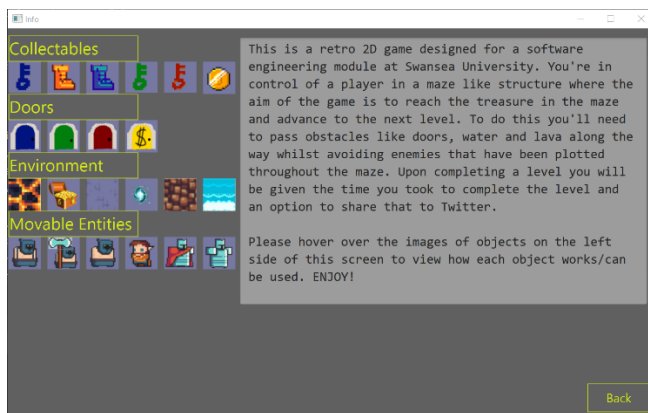 Info
Collectables
Doors
Environment
Movable Entities
This is a retro 2D game designed for a software
engineering module at Swansea University. You're in
control of a player in a maze like structure where the
aim of the game is to reach the treasure in the maze
and advance to the next level. To do this you'll need
to pass obstacles like doors, water and lava along the
way whilst avoiding enemies that have been plotted
throughout the maze. Upon completing a level you will
be given the time you took to complete the level and
an option to share that to Twitter.
Please hover over the images of objects on the left
side of this screen to view how each object works/can
be used. ENJOY!
Back